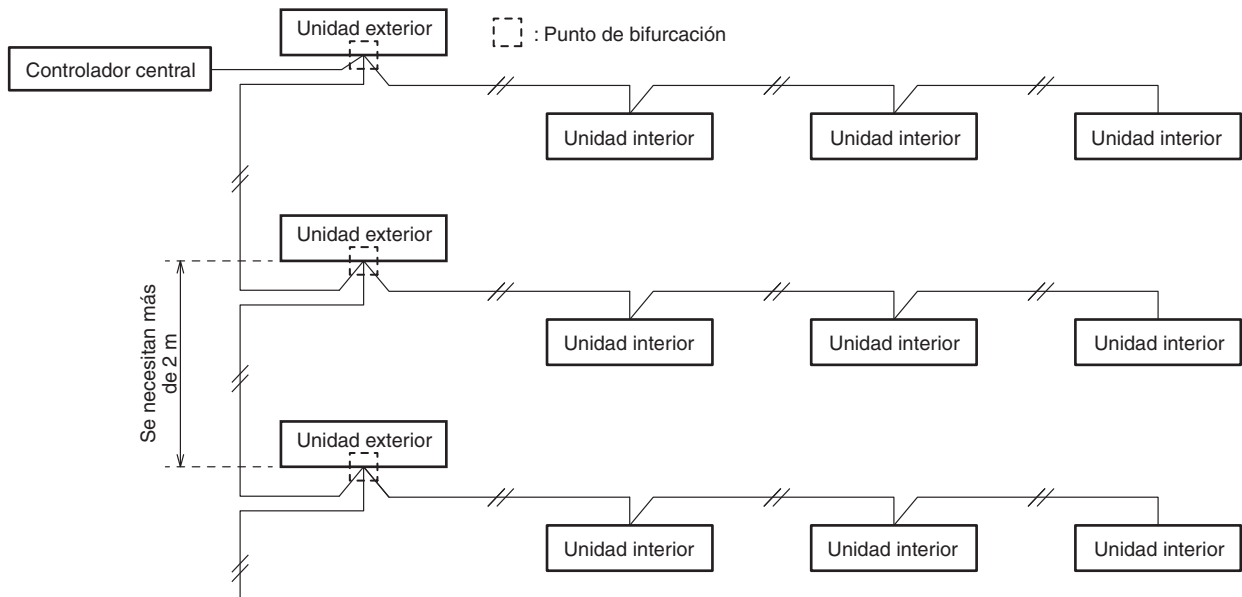 Unidad exterior
: Punto de bifurcación
Controlador central
Unidad interior
Unidad interior
Unidad interior
Unidad exterior
Se necesitan más
de 2 m
Unidad interior
Unidad interior
Unidad interior
Unidad exterior
Unidad interior
Unidad interior
Unidad interior